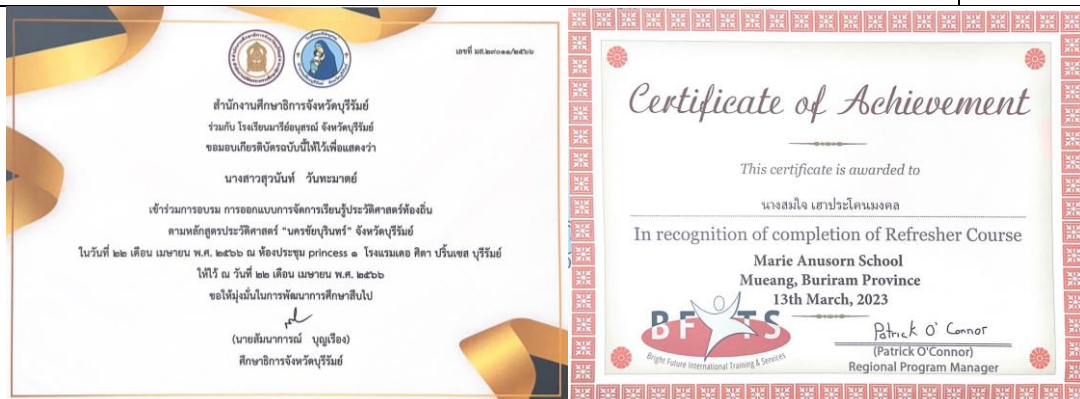 เลขที่ มส.๒๙๐๑๑/๒๕๖๖
สำนักงานศึกษาธิการจังหวัดบุรีรัมย์
ร่วมกับ โรงเรียนมารีย์อนุสรณ์ จังหวัดบุรีรัมย์
ขอมอบเกียรติบัตรฉบับนี้ให้ไว้เพื่อแสดงว่า
นางสาวสุวนันท์ วันทะมาตย์
เข้าร่วมการอบรม การออกแบบการจัดการเรียนรู้ประวัติศาสตร์ท้องถิ่น
ตามหลักสูตรประวัติศาสตร์ "นครชัยบุรินทร์" จังหวัดบุรีรัมย์
ในวันที่ ๒๒ เดือน เมษายน พ.ศ. ๒๕๖๖ ณ ห้องประชุม princess ๑ โรงแรมเดอ ศิตา ปริ้นเซส บุรีรัมย์
ให้ไว้ ณ วันที่ ๒๒ เดือน เมษายน พ.ศ. ๒๕๖๖
ขอให้มุ่งมั่นในการพัฒนาการศึกษาสืบไป
(นายสัมนาการณ์ บุญเรือง)
ศึกษาธิการจังหวัดบุรีรัมย์
Certificate of Achievement
This certificate is awarded to
นางสมใจ เฮาประโคนมงคล
In recognition of completion of Refresher Course
Marie Anusorn School
Mueang, Buriram Province
13th March, 2023
BFITS
Bright Future International Training & Services
Patrick O'Connor
(Patrick O'Connor)
Regional Program Manager